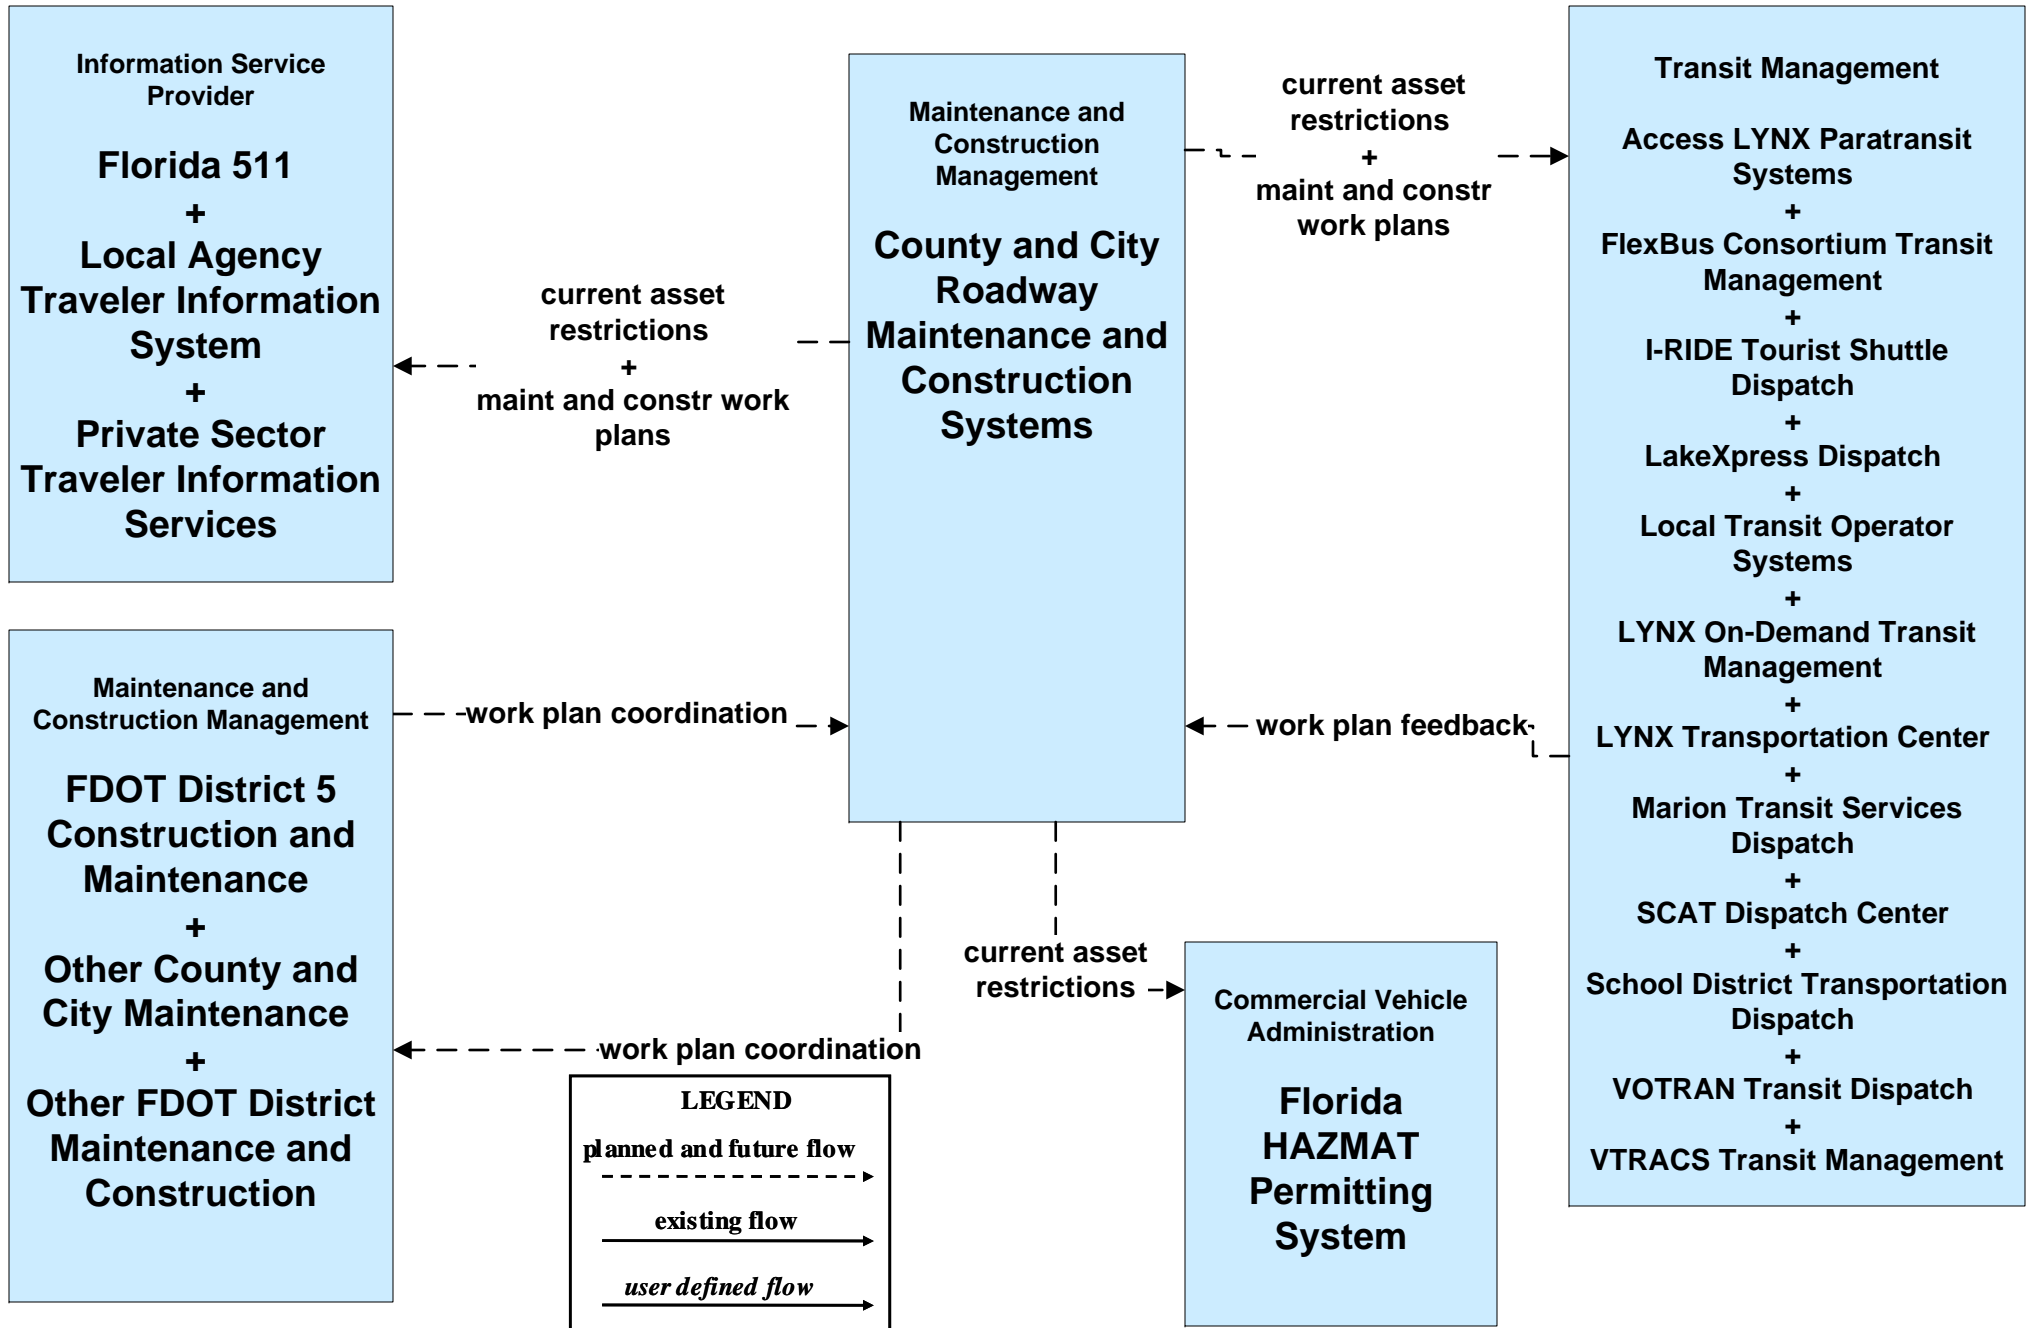 Information Service
Provider
Florida 511
+
Local Agency
Traveler Information
System
+
Private Sector
Traveler Information
Services
current asset
restrictions
+
maint and constr work
plans
Maintenance and
Construction
Management
County and City
Roadway
Maintenance and
Construction
Systems
current asset
restrictions
+
maint and constr
work plans
Transit Management
Access LYNX Paratransit
Systems
+
FlexBus Consortium Transit
Management
+
I-RIDE Tourist Shuttle
Dispatch
+
LakeXpress Dispatch
+
Local Transit Operator
Systems
+
LYNX On-Demand Transit
Management
+
LYNX Transportation Center
+
Marion Transit Services
Dispatch
+
SCAT Dispatch Center
+
School District Transportation
Dispatch
+
VOTRAN Transit Dispatch
+
VTRACS Transit Management
Maintenance and
Construction Management
FDOT District 5
Construction and
Maintenance
+
Other County and
City Maintenance
+
Other FDOT District
Maintenance and
Construction
work plan coordination
work plan feedback
current asset
restrictions
work plan coordination
Commercial Vehicle
Administration
Florida
HAZMAT
Permitting
System
LEGEND
planned and future flow
existing flow
user defined flow